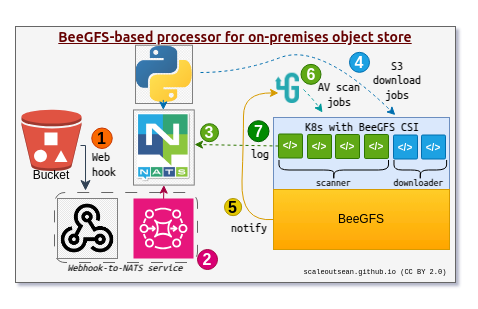 BeeGFS-based processor for on-premises object store
4
S3
download
jobs
6
AV scan
jobs
1
Web
hook
Bucket
N
NATS
3
7
log
K8s with BeeGFS CSI
</> </> </> </> </> </>
scanner
downloader
5
notify
BeeGFS
Webhook-to-NATS service
2
scaleoutsean.github.io (CC BY 2.0)